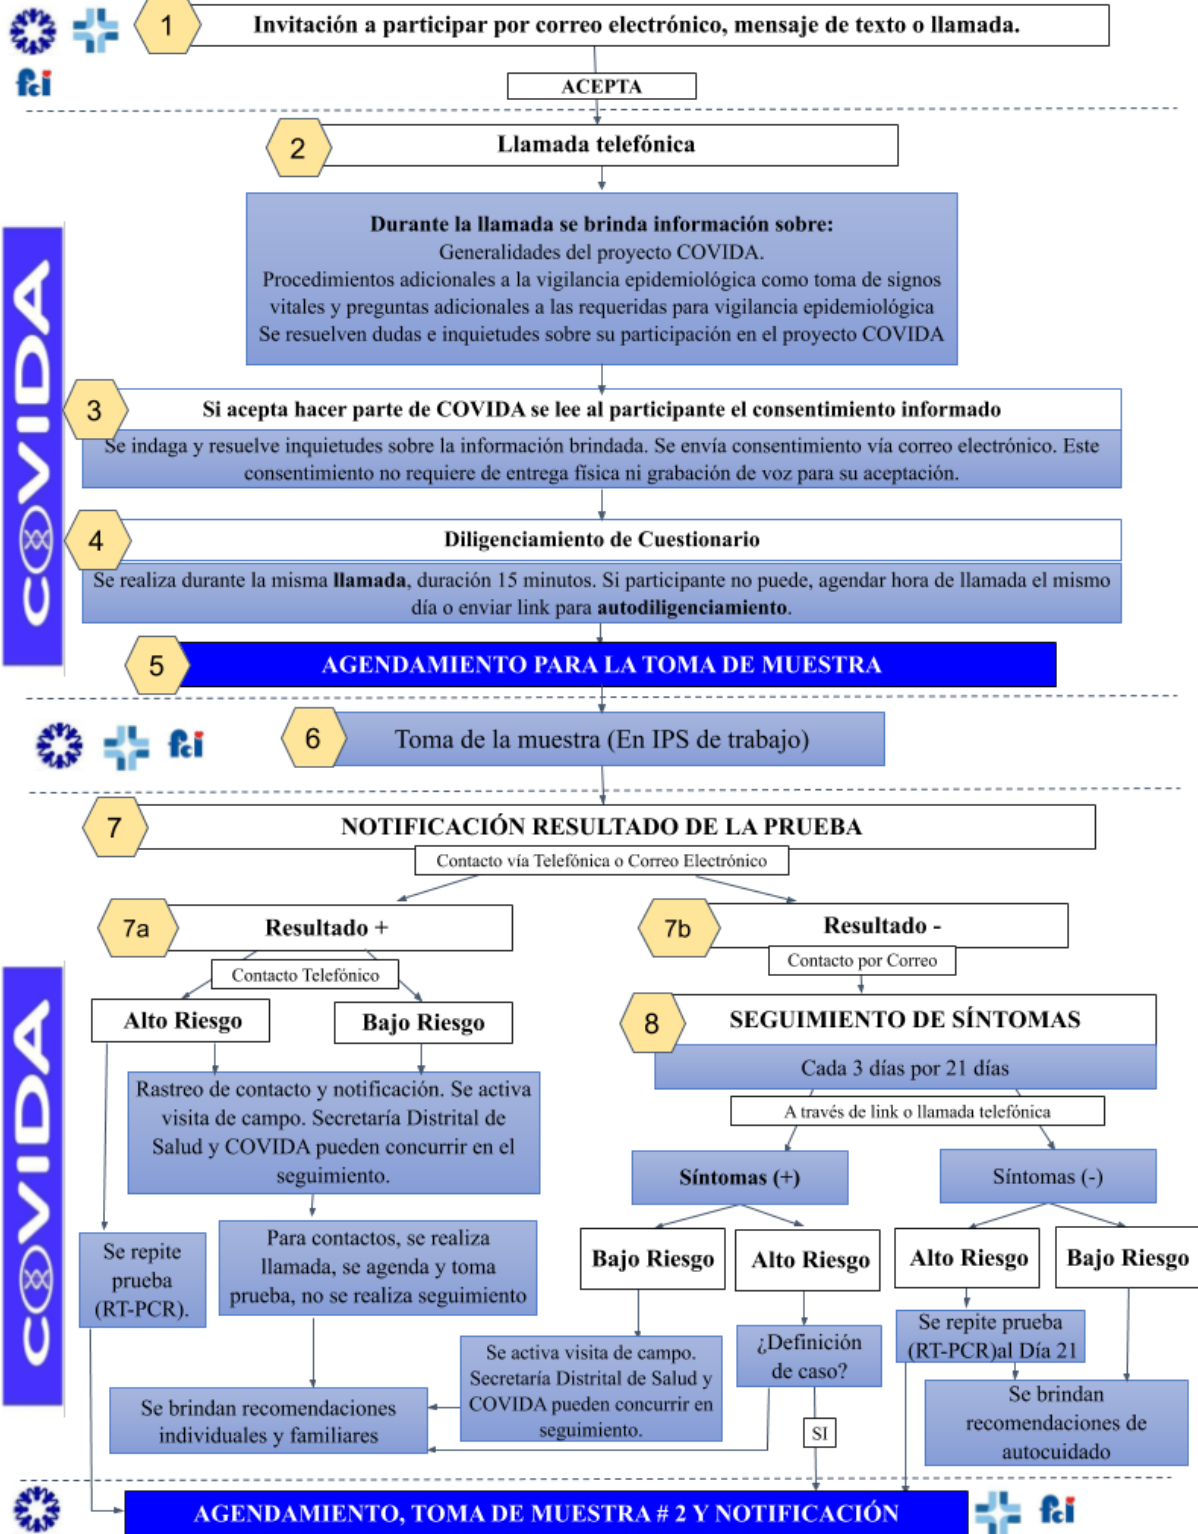 1
Invitación a participar por correo electrónico, mensaje de texto o llamada.
fci
ACEPTA
2
Llamada telefónica
Durante la llamada se brinda información sobre:
Generalidades del proyecto COVIDA.
Procedimientos adicionales a la vigilancia epidemiológica como toma de signos
vitales y preguntas adicionales a las requeridas para vigilancia epidemiológica
Se resuelven dudas e inquietudes sobre su participación en el proyecto COVIDA
COVIDA
3
Si acepta hacer parte de COVIDA se lee al participante el consentimiento informado
Se indaga y resuelve inquietudes sobre la información brindada. Se envía consentimiento vía correo electrónico. Este
consentimiento no requiere de entrega física ni grabación de voz para su aceptación.
4
Diligenciamiento de Cuestionario
Se realiza durante la misma llamada, duración 15 minutos. Si participante no puede, agendar hora de llamada el mismo
día o enviar link para autodiligenciamiento.
5
AGENDAMIENTO PARA LA TOMA DE MUESTRA
fci
6
Toma de la muestra (En IPS de trabajo)
7
NOTIFICACIÓN RESULTADO DE LA PRUEBA
Contacto vía Telefónica o Correo Electrónico
7a
Resultado +
Contacto Telefónico
Alto Riesgo
Bajo Riesgo
Rastreo de contacto y notificación. Se activa
visita de campo. Secretaría Distrital de
Salud y COVIDA pueden concurrir en el
seguimiento.
Se repite
prueba
(RT-PCR).
Para contactos, se realiza
llamada, se agenda y toma
prueba, no se realiza seguimiento
Se brindan recomendaciones
individuales y familiares
7b
Resultado -
Contacto por Correo
8
SEGUIMIENTO DE SÍNTOMAS
Cada 3 días por 21 días
A través de link o llamada telefónica
Síntomas (+)
Síntomas (-)
Bajo Riesgo
Alto Riesgo
Alto Riesgo
Bajo Riesgo
Se activa visita de campo.
Secretaría Distrital de Salud y
COVIDA pueden concurrir en
seguimiento.
¿Definición
de caso?
SI
Se repite prueba
(RT-PCR)al Día 21
Se brindan
recomendaciones de
autocuidado
COVIDA
AGENDAMIENTO, TOMA DE MUESTRA # 2 Y NOTIFICACIÓN
fci